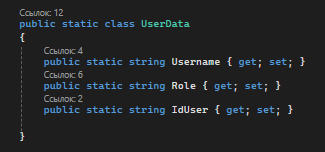 Ссылок: 12
public static class UserData
{
Ссылок: 4
public static string Username { get; set; }
Ссылок: 6
public static string Role { get; set; }
Ссылок: 2
public static string IdUser { get; set; }
}